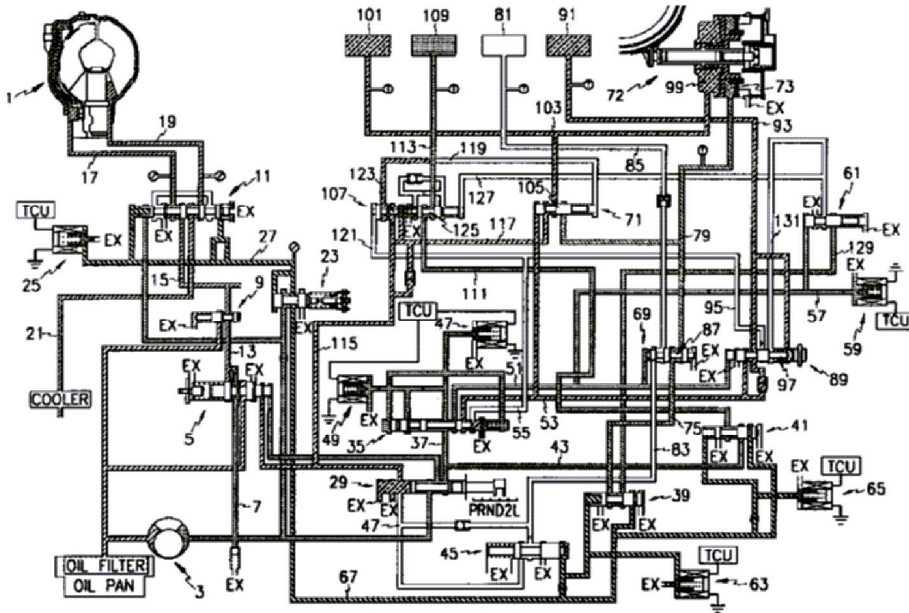 101 109 81 91
1
72 99 73
EX
19 103 93
17 113 119 85
123 127
11 107 105 61
TCU EX 125 71 131
EX EX 117 79 129
25 27 121 EX
15 23 111 95 57
9 TCU 47 69 87 59
21 EX EX TCU
13 115 EX 51 EX EX 97 89
EX EX
COOLER 49 EX 53 75
5 35 55 EX 41
37 83 EX EX
43 EX TCU
29 39 65
7 EX EX PRND2L EX EX
47
45
OIL FILTER EX TCU
OIL PAN 3 EX 67 EX EX 63